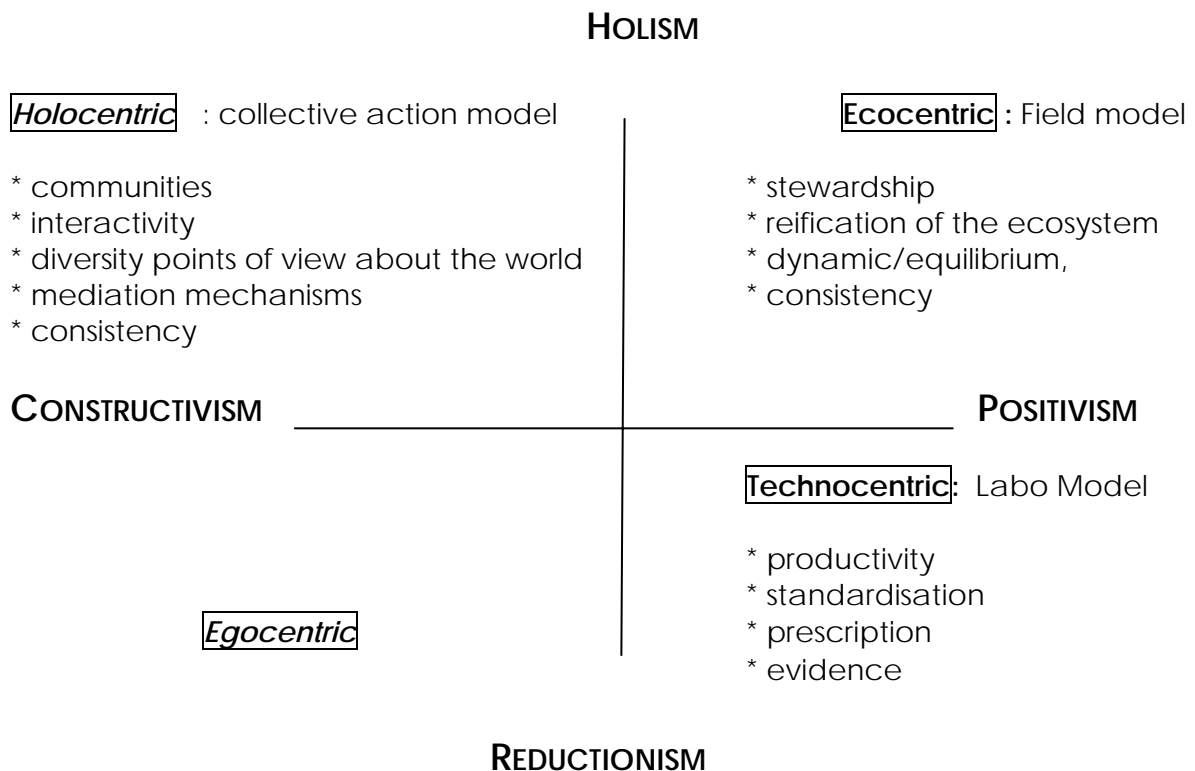 HOLISM
Holocentric : collective action model
* communities
* interactivity
* diversity points of view about the world
* mediation mechanisms
* consistency
Ecocentric : Field model
* stewardship
* reification of the ecosystem
* dynamic/equilibrium,
* consistency
CONSTRUCTIVISM
POSITIVISM
Egocentric
Technocentric: Labo Model
* productivity
* standardisation
* prescription
* evidence
REDUCTIONISM